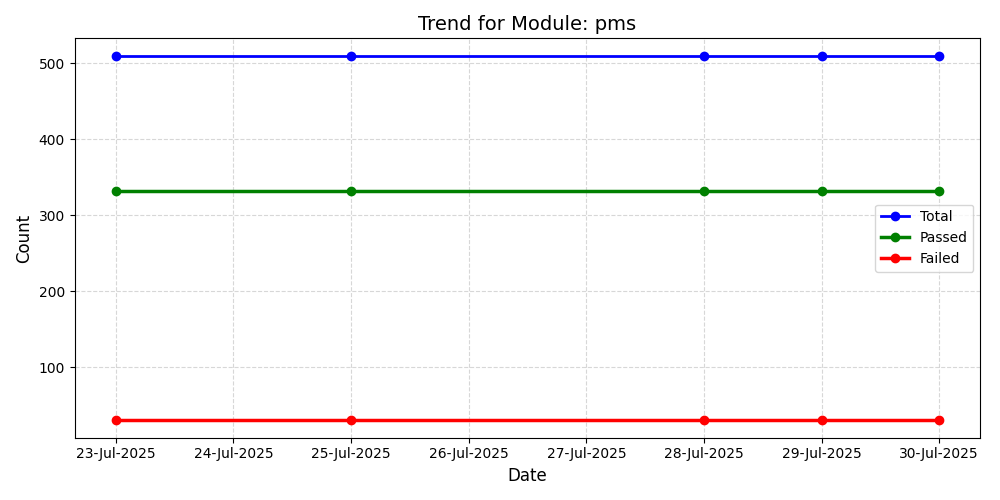 Trend for Module: pms
500
400
300
200
100
Count
Total
Passed
Failed
23-Jul-2025 24-Jul-2025 25-Jul-2025 26-Jul-2025 27-Jul-2025 28-Jul-2025 29-Jul-2025 30-Jul-2025
Date